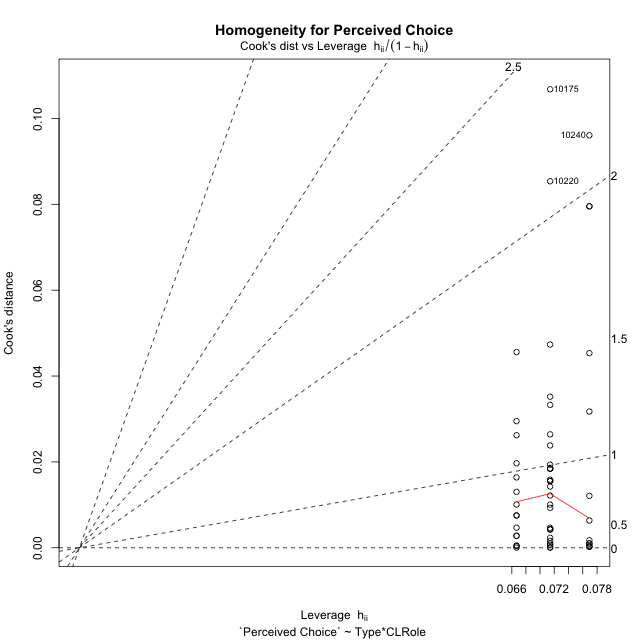 Homogeneity for Perceived Choice
Cook's dist vs Leverage hii/(1 − hii)
2.5
10175
10240
10220
2
1.5
1
0.5
0
0.10
0.08
0.06
0.04
0.02
0.00
Cook's distance
0.066 0.072 0.078
Leverage hii
`Perceived Choice` ~ Type*CLRole